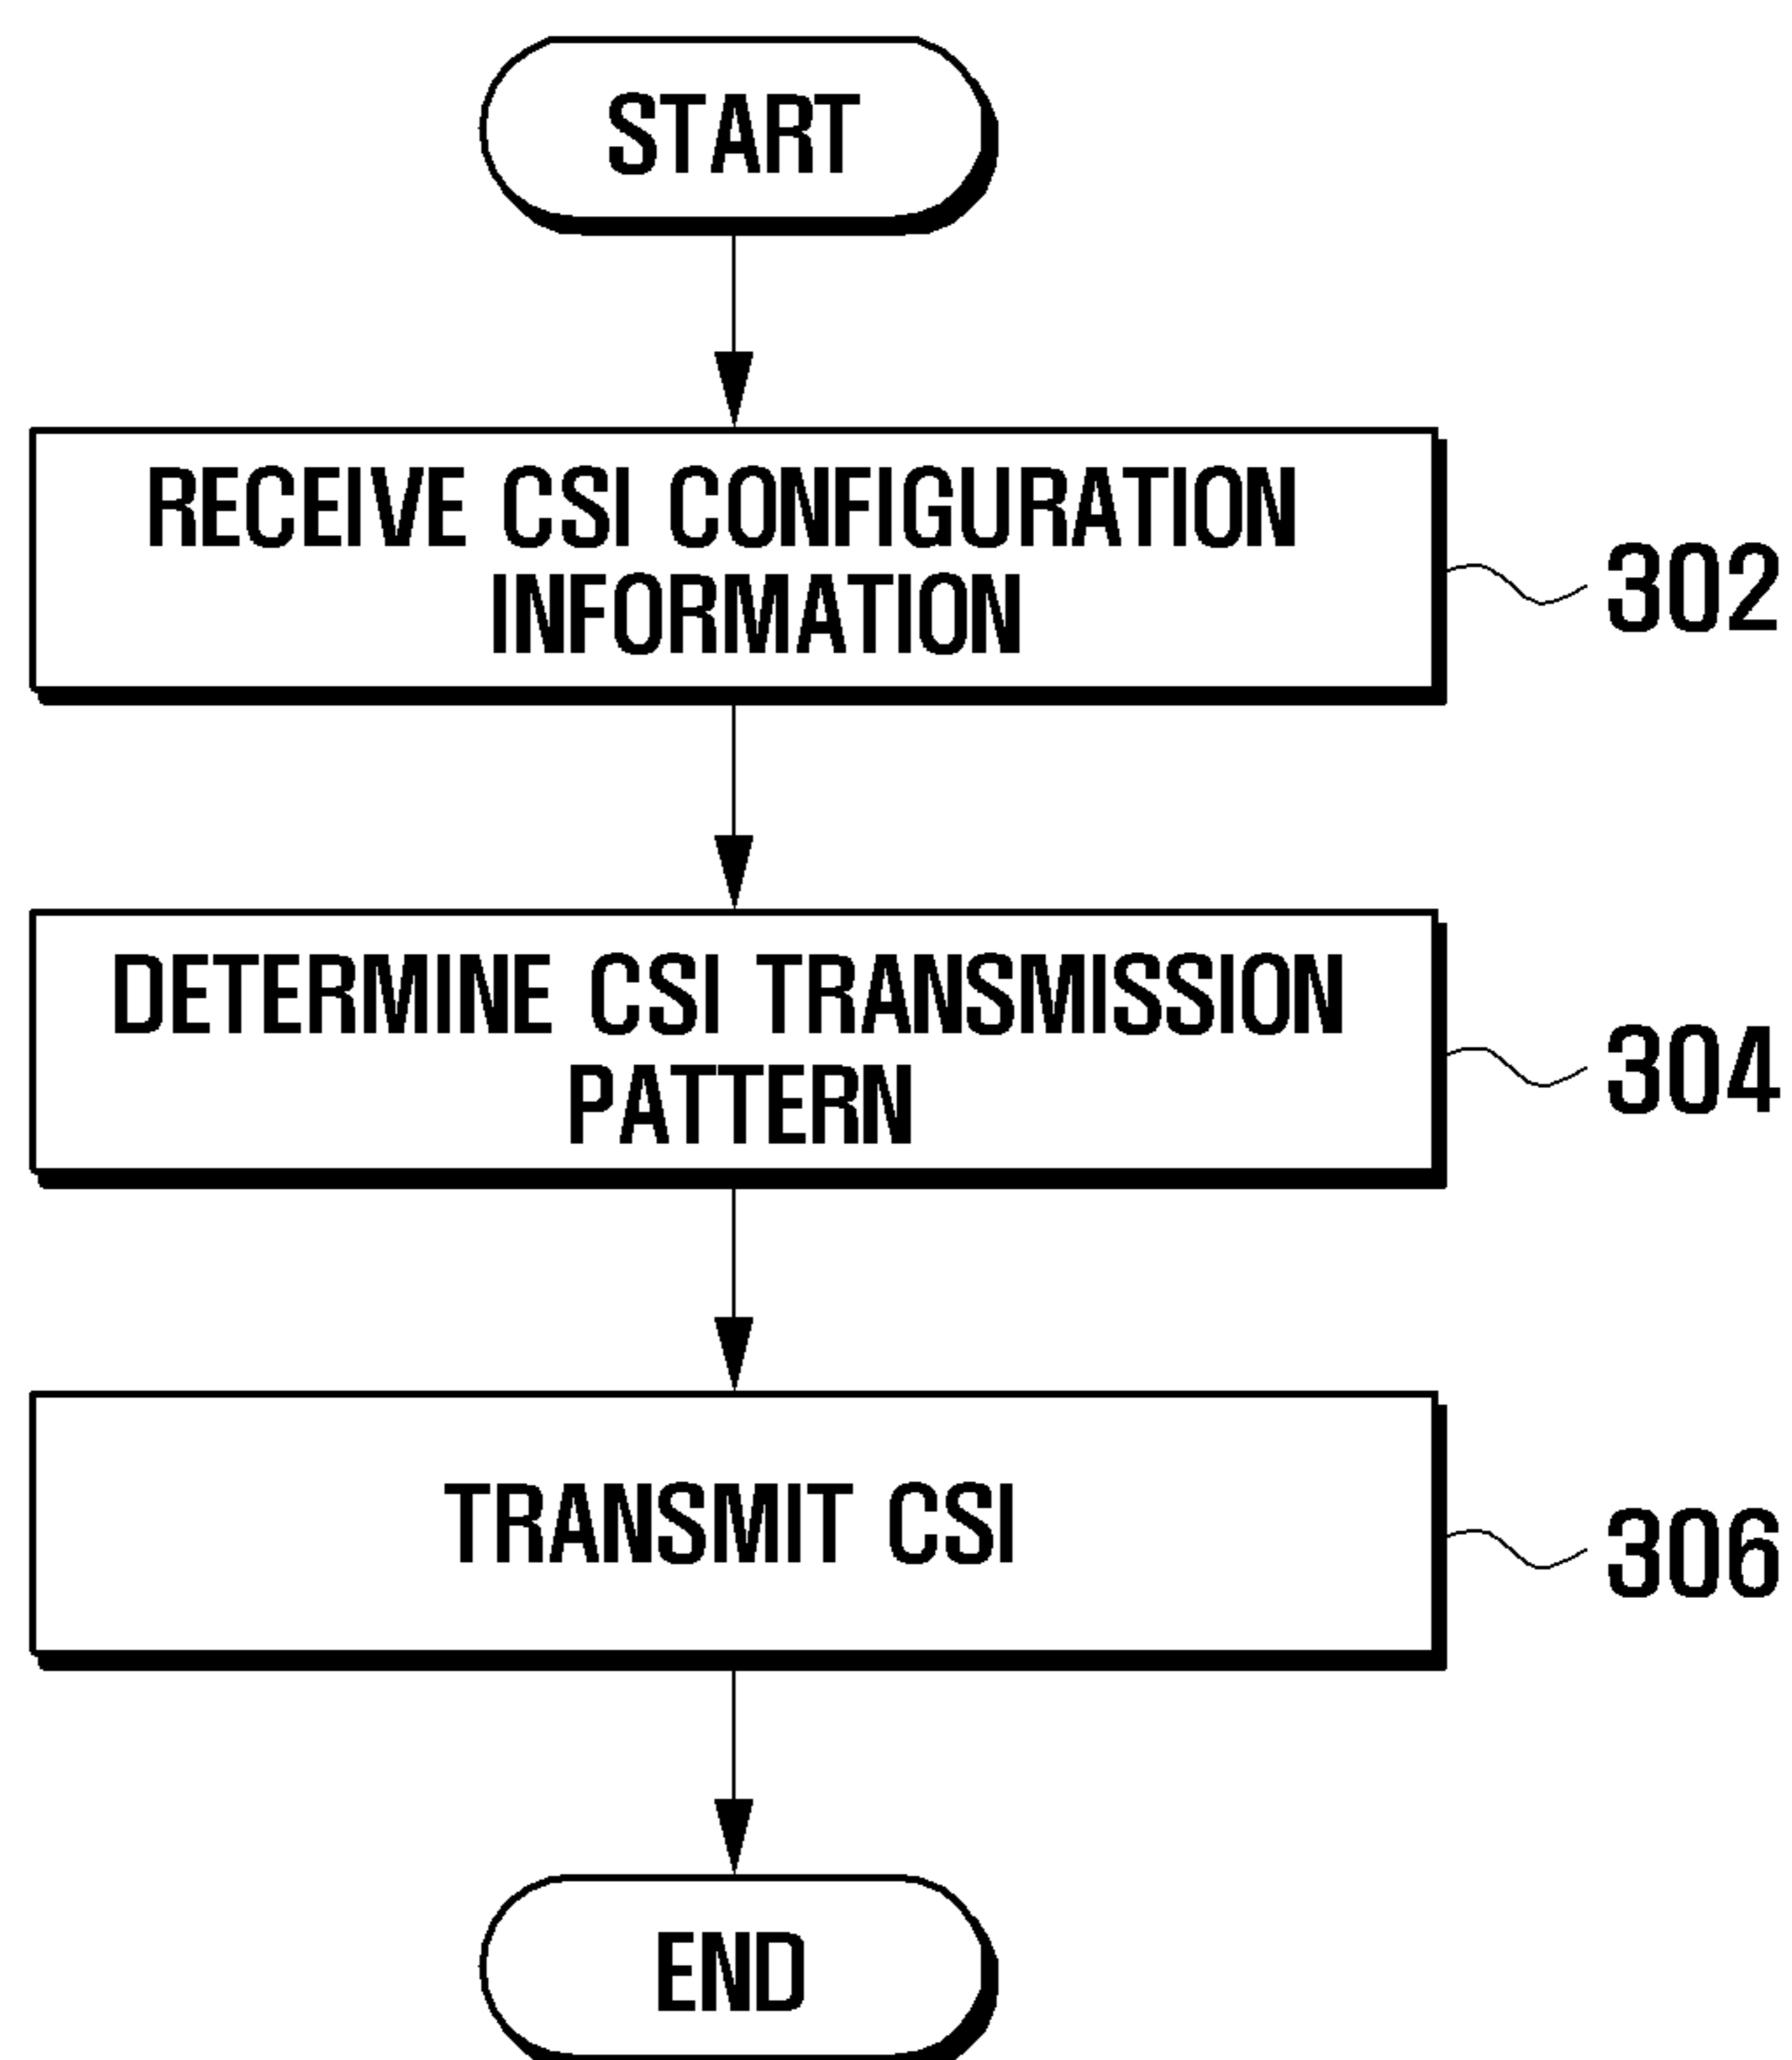 START
RECEIVE CSI CONFIGURATION
INFORMATION
302
DETERMINE CSI TRANSMISSION
PATTERN
304
TRANSMIT CSI
306
END